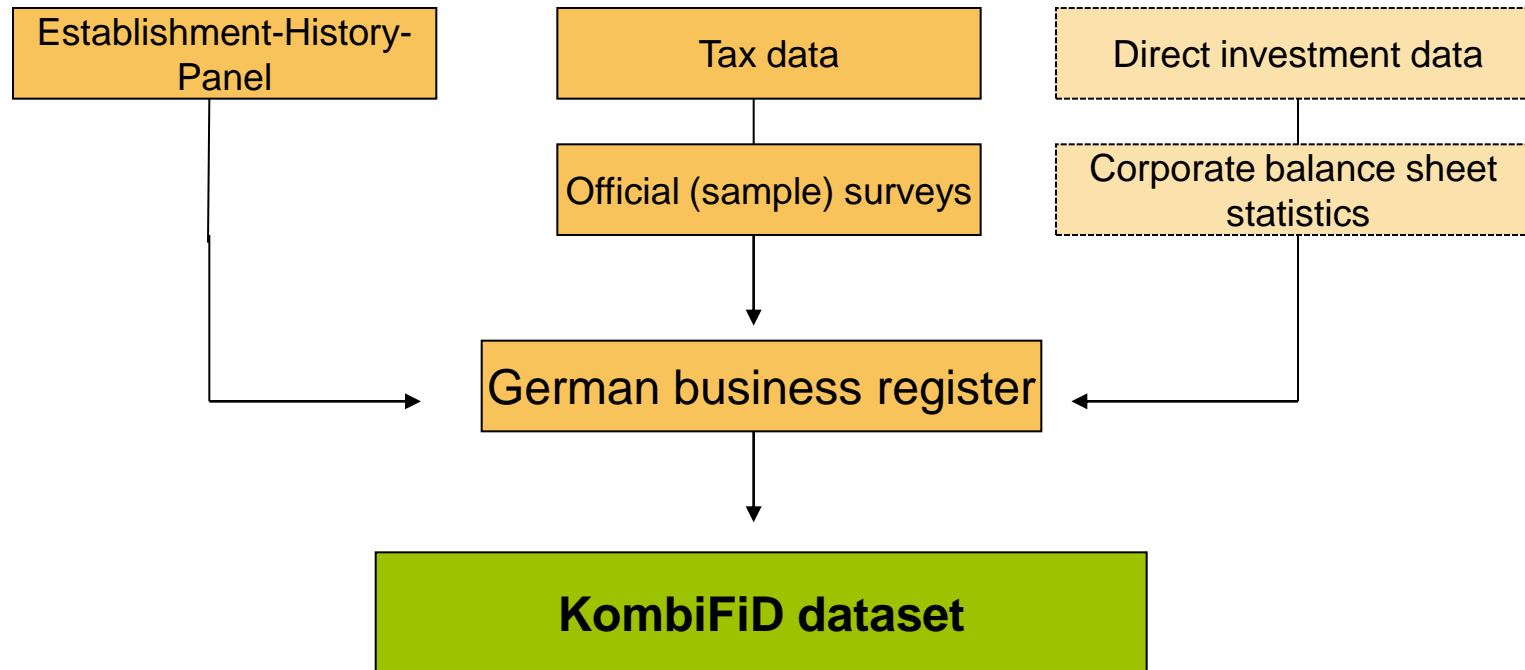 Establishment-History-
Panel
Tax data
Direct investment data
Official (sample) surveys
Corporate balance sheet
statistics
German business register
KombiFiD dataset